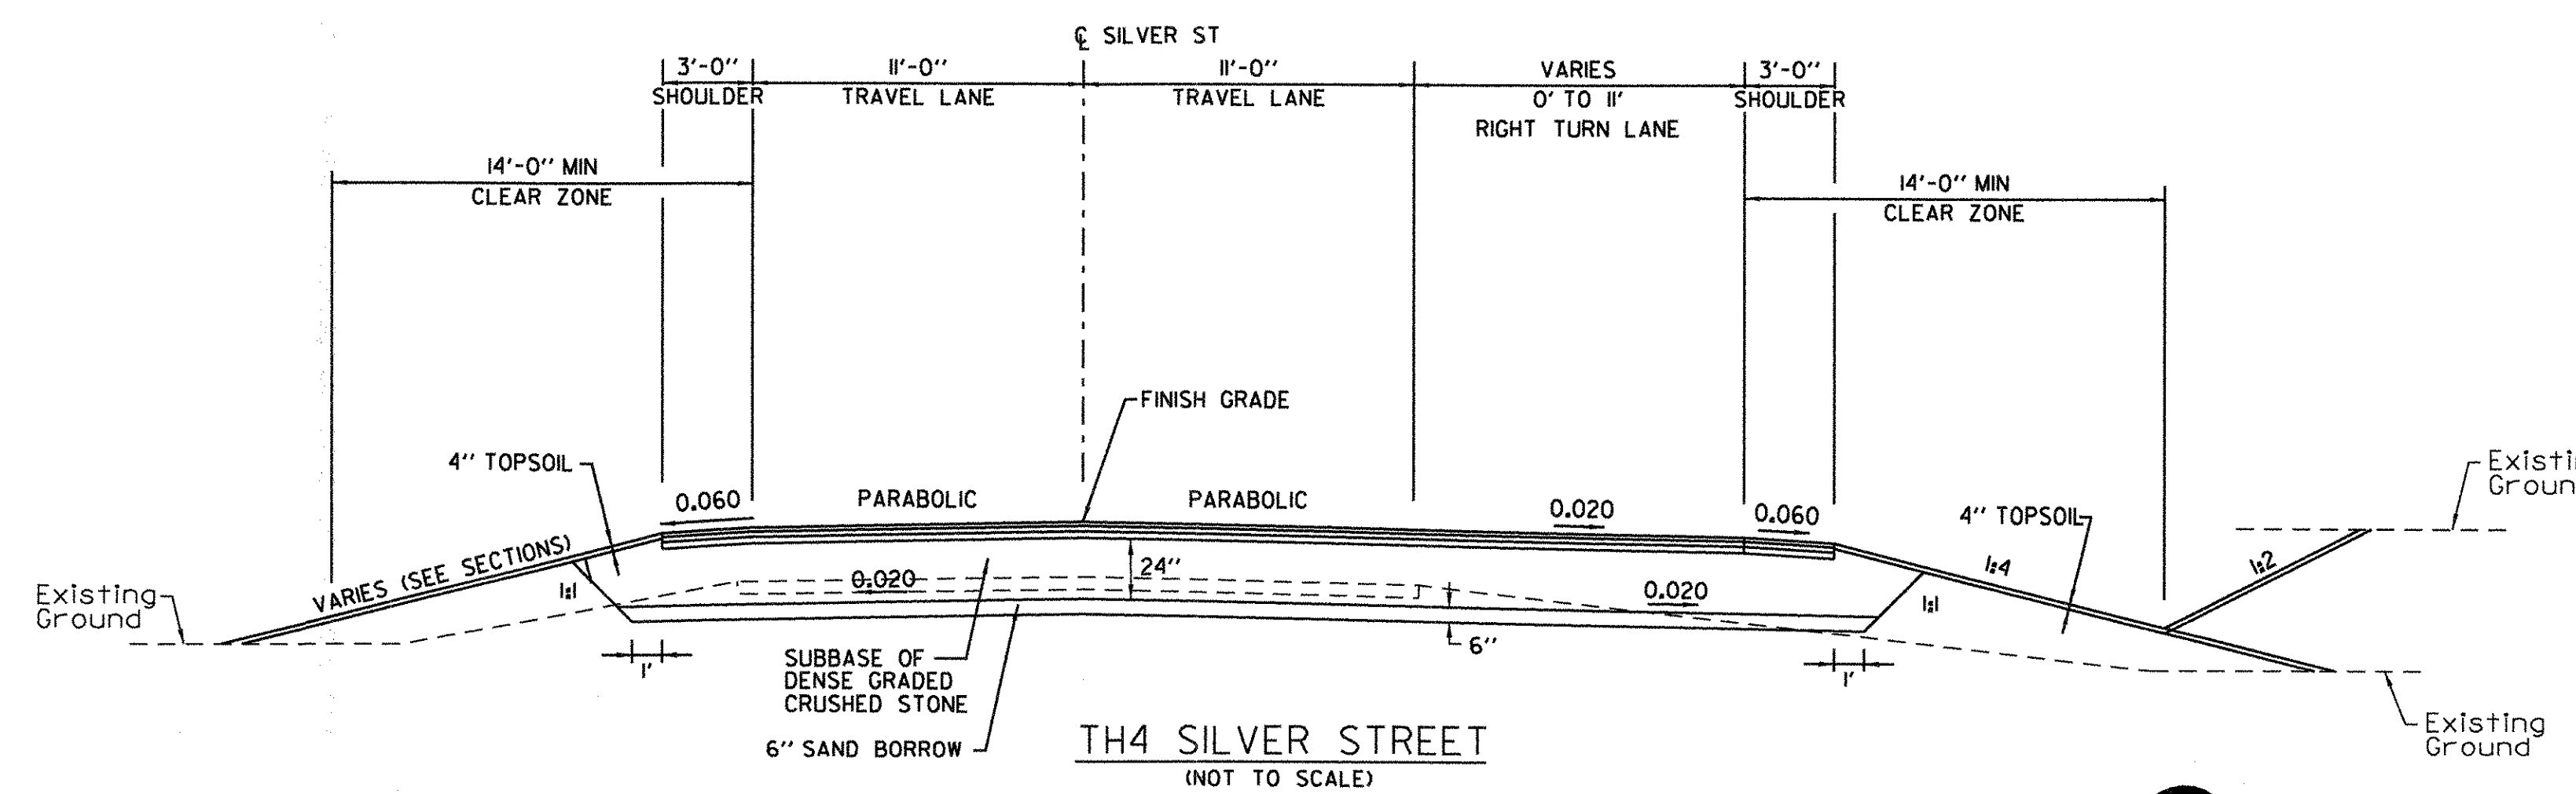 ℄ SILVER ST
3'-0" 11'-0" 11'-0" VARIES 3'-0"
SHOULDER TRAVEL LANE TRAVEL LANE 0' TO 11' SHOULDER
RIGHT TURN LANE
14'-0" MIN
CLEAR ZONE
14'-0" MIN
CLEAR ZONE
FINISH GRADE
4" TOPSOIL
0.060
PARABOLIC
PARABOLIC
0.020
0.060
4" TOPSOIL
VARIES (SEE SECTIONS)
1:1
0.020
24"
0.020
1:1
1:4
1:2
Existing
Ground
Existi
Groun
1'
6"
1'
SUBBASE OF
DENSE GRADED
CRUSHED STONE
6" SAND BORROW
Existing
Ground
TH4 SILVER STREET
(NOT TO SCALE)